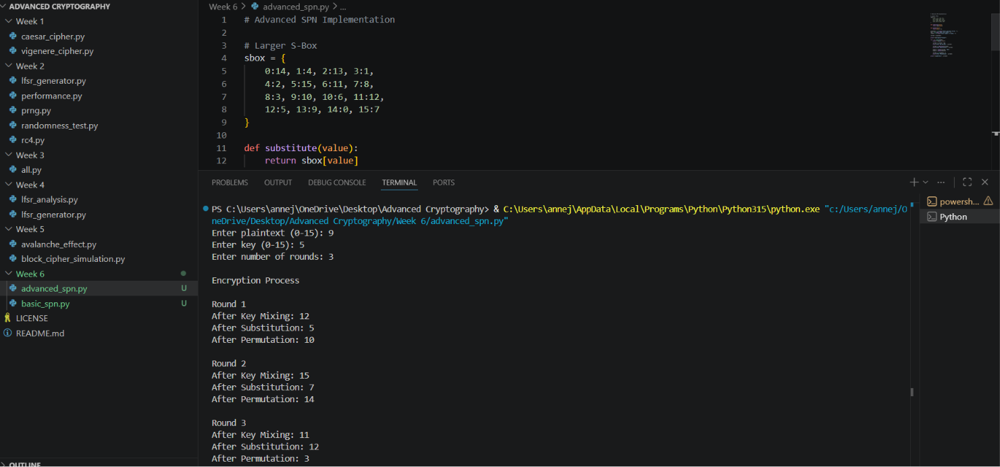 ADVANCED CRYPTOGRAPHY
Week 1
caesar_cipher.py
vigenere_cipher.py
Week 2
lfsr_generator.py
performance.py
prng.py
randomness_test.py
rc4.py
Week 3
all.py
Week 4
lfsr_analysis.py
lfsr_generator.py
Week 5
avalanche_effect.py
block_cipher_simulation.py
Week 6
advanced_spn.py U
basic_spn.py U
LICENSE
README.md
OUTLINE
Week 6 > advanced_spn.py > ...
1 # Advanced SPN Implementation
2
3 # Larger S-Box
4 sbox = {
5 0:14, 1:4, 2:13, 3:1,
6 4:2, 5:15, 6:11, 7:8,
7 8:3, 9:10, 10:6, 11:12,
8 12:5, 13:9, 14:0, 15:7
9 }
10
11 def substitute(value):
12 return sbox[value]
PROBLEMS OUTPUT DEBUG CONSOLE TERMINAL PORTS
PS C:\Users\annej\OneDrive\Desktop\Advanced Cryptography> & C:\Users\annej\AppData\Local\Programs\Python\Python315\python.exe "c:/Users/annej/O
neDrive/Desktop/Advanced Cryptography/Week 6/advanced_spn.py"
Enter plaintext (0-15): 9
Enter key (0-15): 5
Enter number of rounds: 3
Encryption Process
Round 1
After Key Mixing: 12
After Substitution: 5
After Permutation: 10
Round 2
After Key Mixing: 15
After Substitution: 7
After Permutation: 14
Round 3
After Key Mixing: 11
After Substitution: 12
After Permutation: 3
powersh...
Python